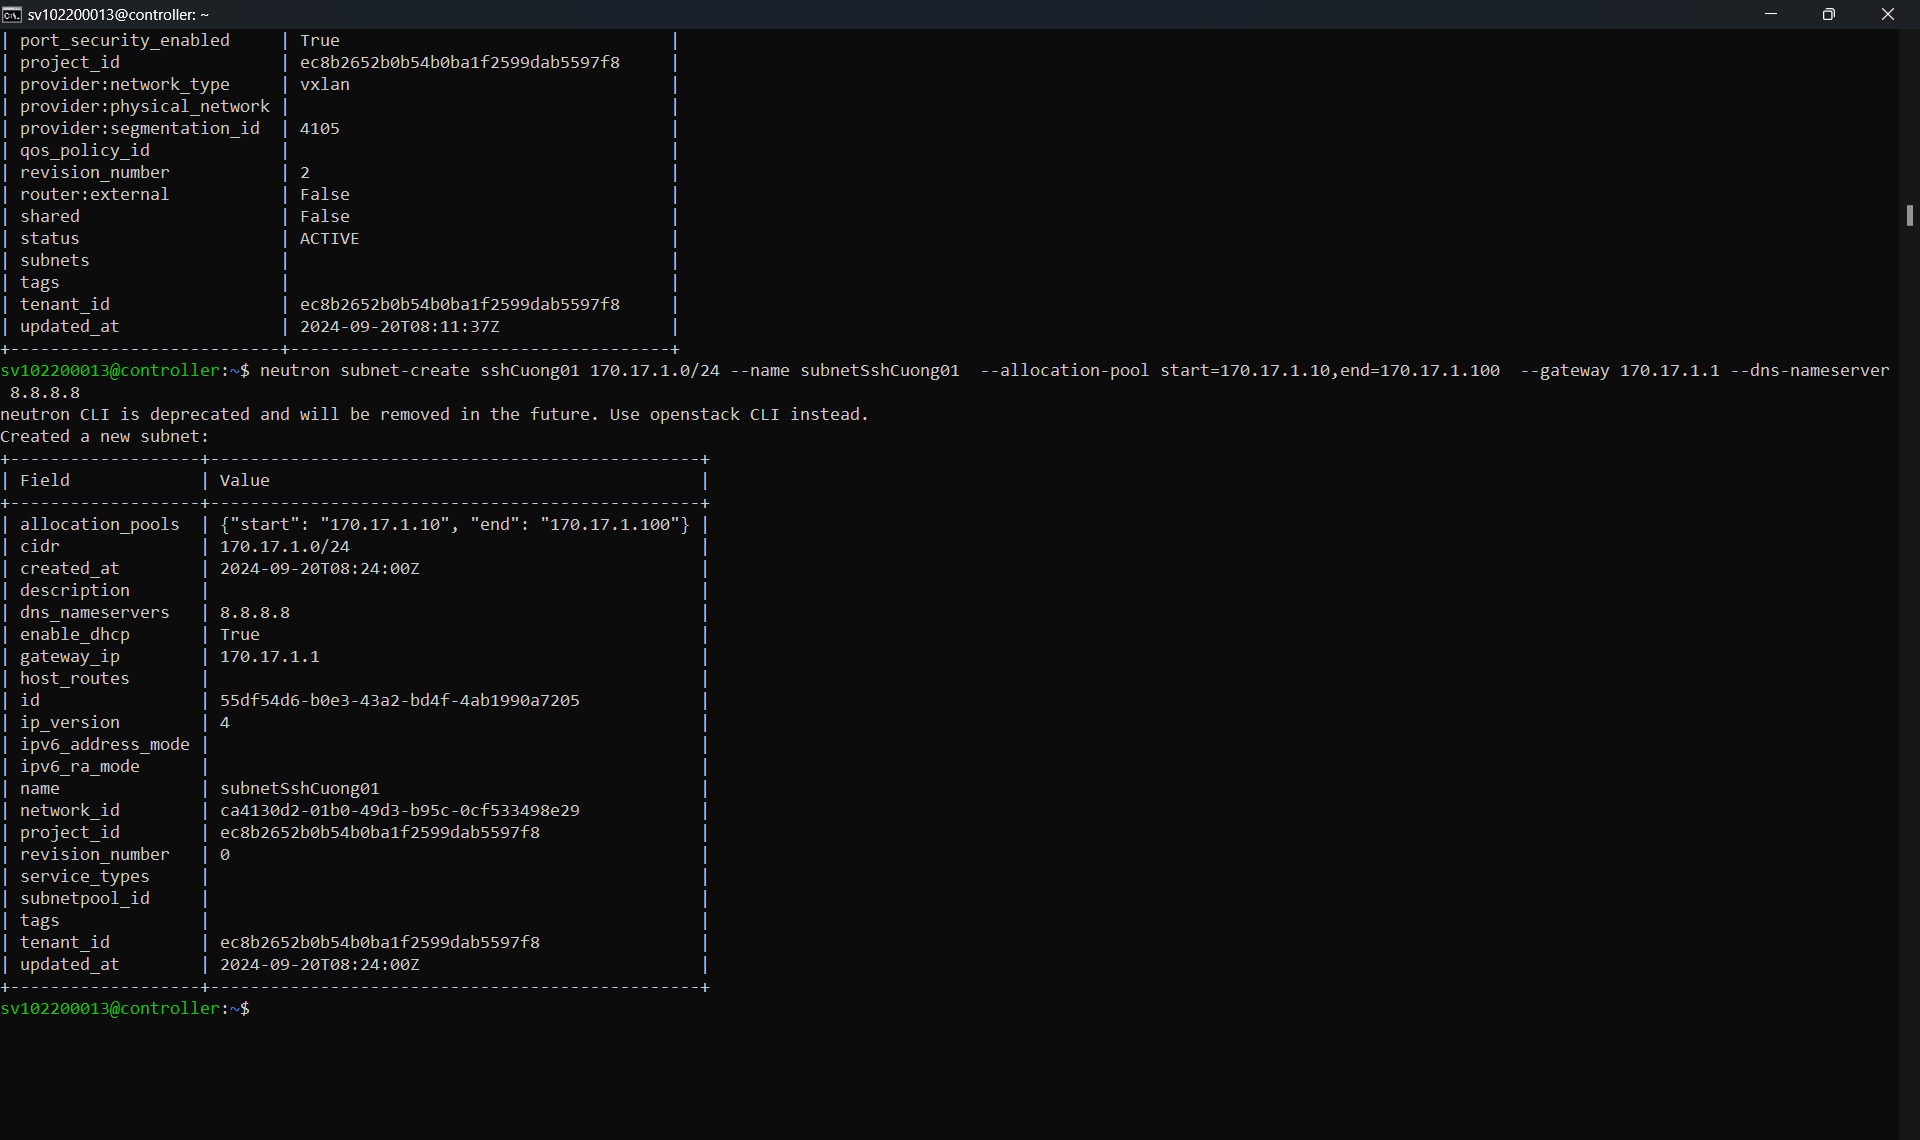 sv102200013@controller: ~
| port_security_enabled     | True                                 |
| project_id                | ec8b2652b0b54b0ba1f2599dab5597f8     |
| provider:network_type     | vxlan                                |
| provider:physical_network |                                      |
| provider:segmentation_id  | 4105                                 |
| qos_policy_id             |                                      |
| revision_number           | 2                                    |
| router:external           | False                                |
| shared                    | False                                |
| status                    | ACTIVE                               |
| subnets                   |                                      |
| tags                      |                                      |
| tenant_id                 | ec8b2652b0b54b0ba1f2599dab5597f8     |
| updated_at                | 2024-09-20T08:11:37Z                 |
+---------------------------+--------------------------------------+
sv102200013@controller:~$ neutron subnet-create sshCuong01 170.17.1.0/24 --name subnetSshCuong01  --allocation-pool start=170.17.1.10,end=170.17.1.100  --gateway 170.17.1.1 --dns-nameserver
 8.8.8.8
neutron CLI is deprecated and will be removed in the future. Use openstack CLI instead.
Created a new subnet:
+-------------------+-------------------------------------------------+
| Field             | Value                                           |
+-------------------+-------------------------------------------------+
| allocation_pools  | {"start": "170.17.1.10", "end": "170.17.1.100"} |
| cidr              | 170.17.1.0/24                                   |
| created_at        | 2024-09-20T08:24:00Z                            |
| description       |                                                 |
| dns_nameservers   | 8.8.8.8                                         |
| enable_dhcp       | True                                            |
| gateway_ip        | 170.17.1.1                                      |
| host_routes       |                                                 |
| id                | 55df54d6-b0e3-43a2-bd4f-4ab1990a7205            |
| ip_version        | 4                                               |
| ipv6_address_mode |                                                 |
| ipv6_ra_mode      |                                                 |
| name              | subnetSshCuong01                                |
| network_id        | ca4130d2-01b0-49d3-b95c-0cf533498e29            |
| project_id        | ec8b2652b0b54b0ba1f2599dab5597f8                |
| revision_number   | 0                                               |
| service_types     |                                                 |
| subnetpool_id     |                                                 |
| tags              |                                                 |
| tenant_id         | ec8b2652b0b54b0ba1f2599dab5597f8                |
| updated_at        | 2024-09-20T08:24:00Z                            |
+-------------------+-------------------------------------------------+
sv102200013@controller:~$